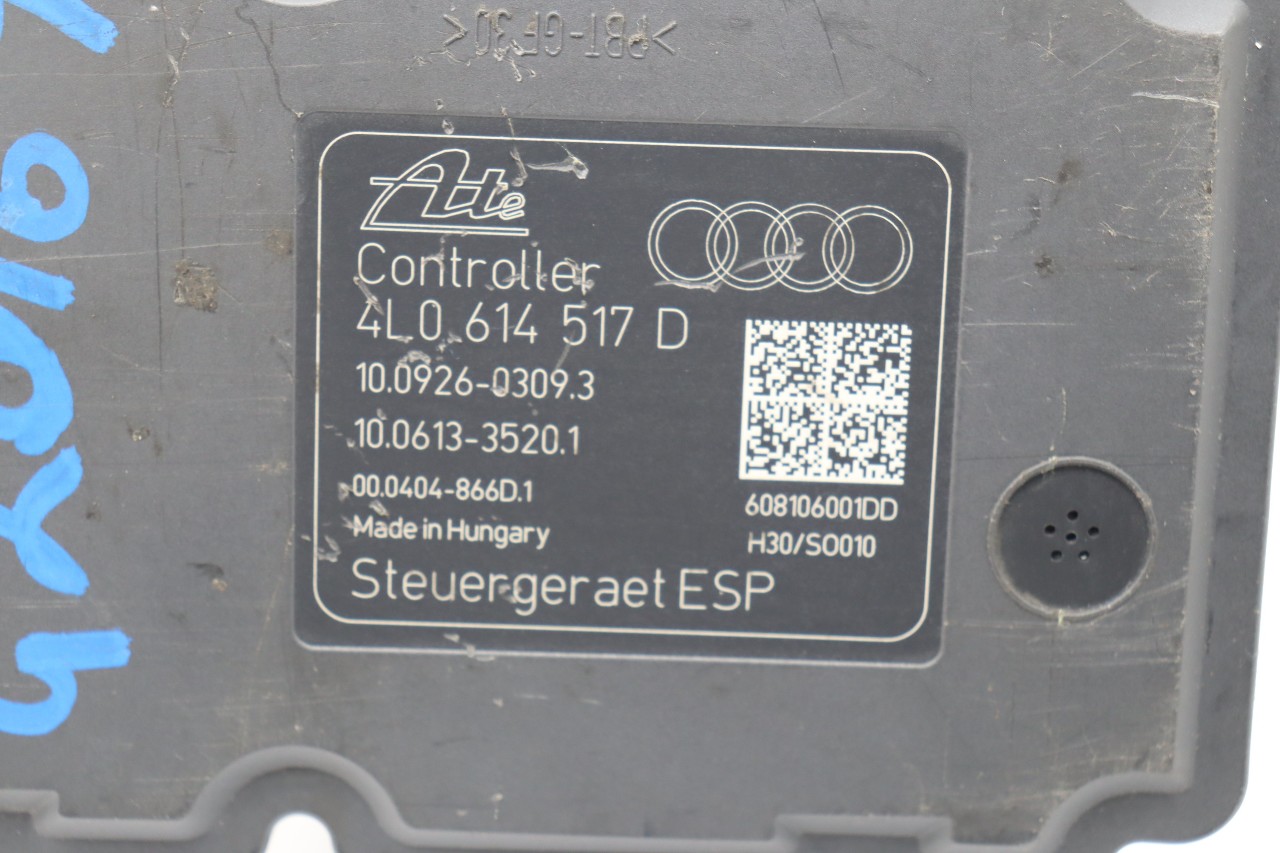 >PBT-GF30<
Ate
Controller
4L0 614 517 D
10.0926-0309.3
10.0613-3520.1
00.0404-866D.1
Made in Hungary
Steuergeraet ESP
608106001DD
H30/SO010